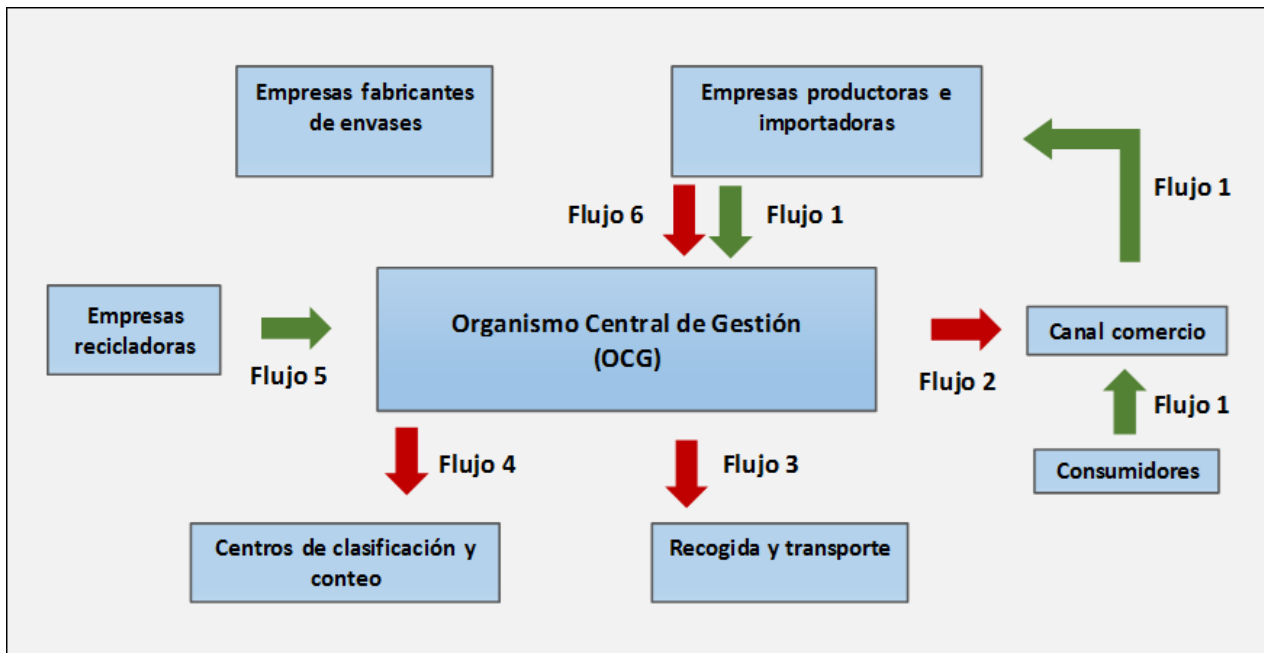 Empresas fabricantes
de envases
Empresas productoras e
importadoras
Flujo 1
Flujo 6
Flujo 1
Empresas
recicladoras
Flujo 5
Organismo Central de Gestión
(OCG)
Flujo 2
Canal comercio
Flujo 1
Consumidores
Flujo 4
Flujo 3
Centros de clasificación y
conteo
Recogida y transporte